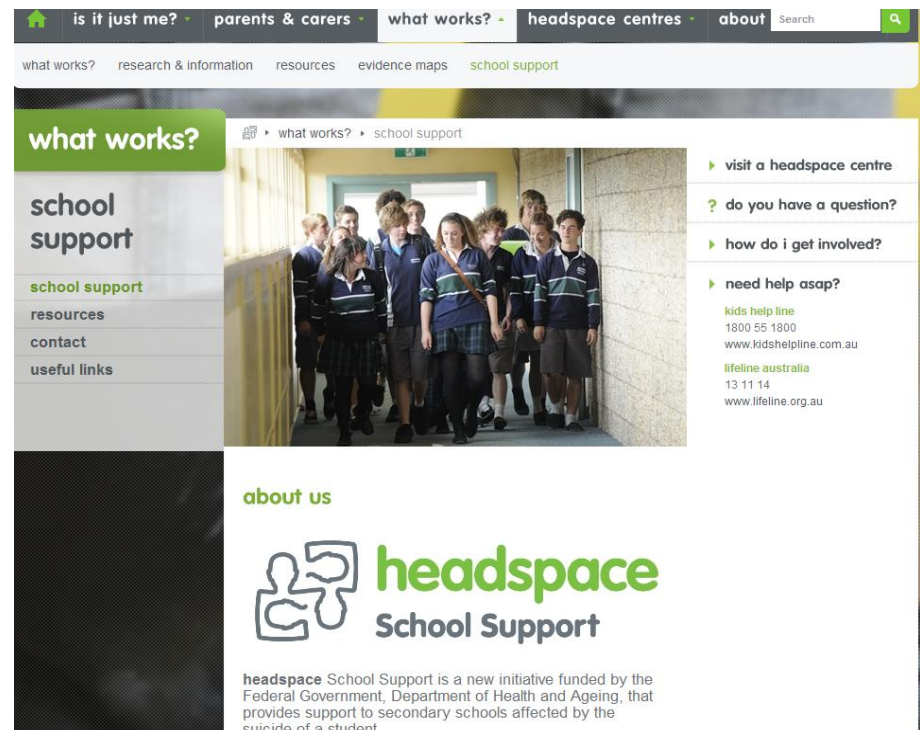 is it just me?
parents & carers
what works?
headspace centres
about
Search
what works?
research & information
resources
evidence maps
school support
what works?
school
support
school support
resources
contact
useful links
what works?
school support
visit a headspace centre
? do you have a question?
how do i get involved?
need help asap?
kids help line
1800 55 1800
www.kidshelpline.com.au
lifeline australia
13 11 14
www.lifeline.org.au
about us
headspace
School Support
headspace School Support is a new initiative funded by the
Federal Government, Department of Health and Ageing, that
provides support to secondary schools affected by the
suicide of a student